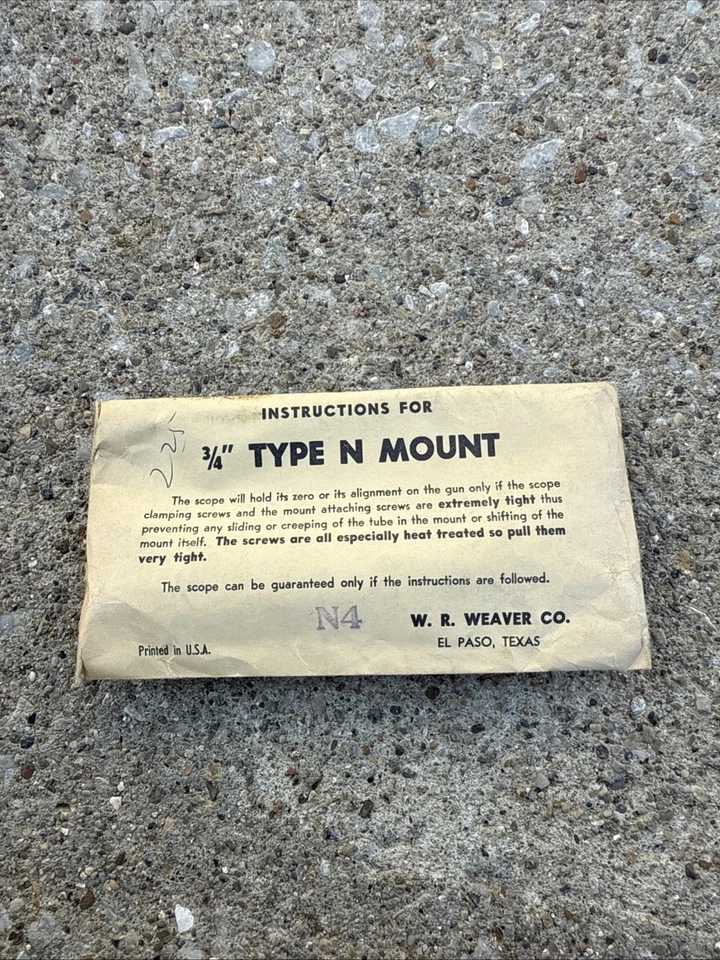 INSTRUCTIONS FOR
3/4" TYPE N MOUNT
The scope will hold its zero or its alignment on the gun only if the scope
clamping screws and the mount attaching screws are extremely tight thus
preventing any sliding or creeping of the tube in the mount or shifting of the
mount itself. The screws are all especially heat treated so pull them
very tight.
The scope can be guaranteed only if the instructions are followed.
N4
W. R. WEAVER CO.
EL PASO, TEXAS
Printed in U.S.A.